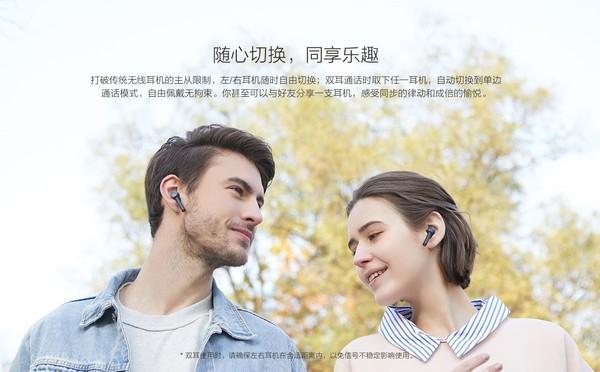 随心切换，同享乐趣
打破传统无线耳机的主从限制，左/右耳机随时自由切换；双耳通话时取下任一耳机，自动切换到单边
通话模式，自由佩戴无拘束。你甚至可以与好友分享一支耳机，感受同步的律动和成倍的愉悦。
* 双耳使用时，请确保左右耳机在合适距离内，以免信号不稳定影响使用。